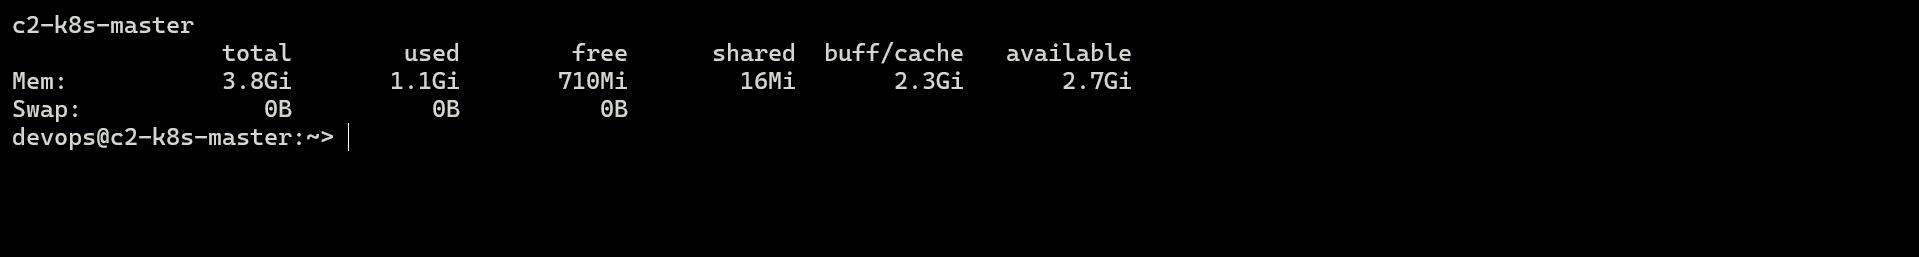 c2-k8s-master
               total        used        free      shared  buff/cache   available
Mem:           3.8Gi       1.1Gi       710Mi        16Mi       2.3Gi       2.7Gi
Swap:             0B          0B          0B
devops@c2-k8s-master:~>